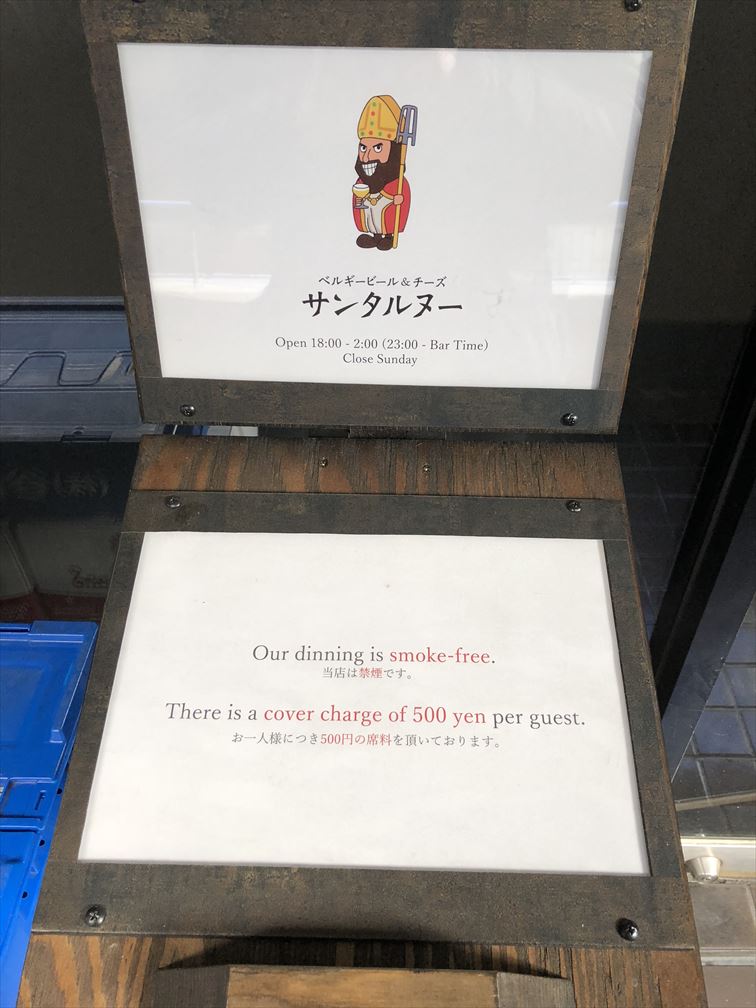 ベルギービール&チーズ
サンタルヌー
Open 18:00 - 2:00 (23:00 - Bar Time)
Close Sunday
Our dinning is smoke-free.
当店は禁煙です。
There is a cover charge of 500 yen per guest.
お一人様につき500円の席料を頂いております。